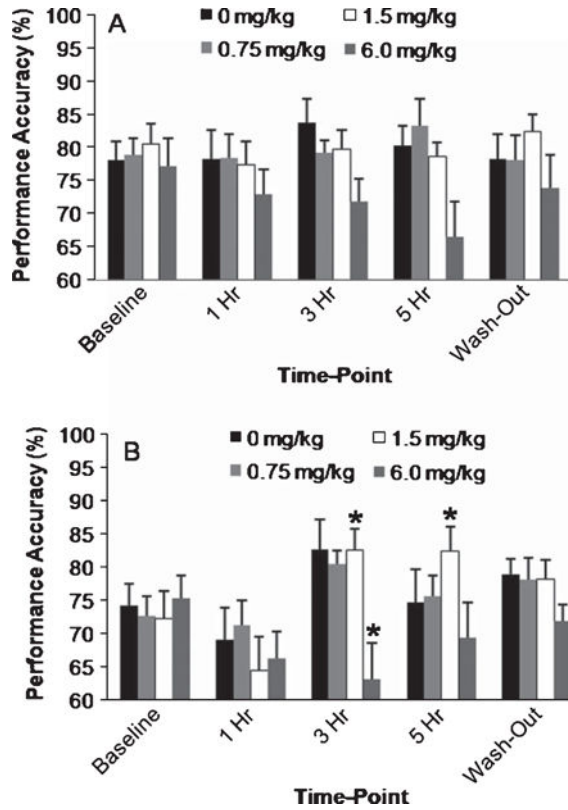 A
0 mg/kg 1.5 mg/kg
0.75 mg/kg 6.0 mg/kg
Performance Accuracy (%)
100
95
90
85
80
75
70
65
60
Baseline
1 Hr
3 Hr
5 Hr
Wash-Out
Time-Point
B
0 mg/kg 1.5 mg/kg
0.75 mg/kg 6.0 mg/kg
Performance Accuracy (%)
100
95
90
85
80
75
70
65
60
*
*
*
Baseline
1 Hr
3 Hr
5 Hr
Wash-Out
Time-Point